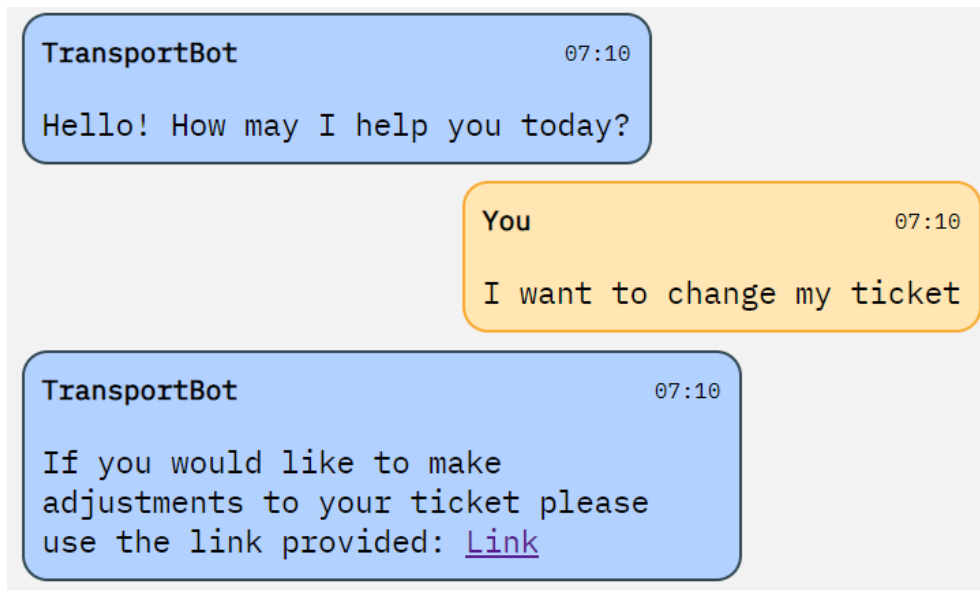 TransportBot 07:10
Hello! How may I help you today?
You 07:10
I want to change my ticket
TransportBot 07:10
If you would like to make
adjustments to your ticket please
use the link provided: Link